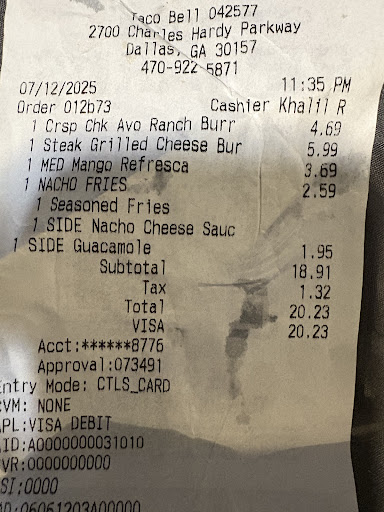 Taco Bell 042577
2700 Charles Hardy Parkway
Dallas, GA 30157
470-922 5871
07/12/2025 11:35 PM
Order 012b73 Cashier Khalil R
1 Crsp Chk Avo Ranch Burr 4.69
1 Steak Grilled Cheese Bur 5.99
1 MED Mango Refresca 3.69
1 NACHO FRIES 2.59
1 Seasoned Fries
1 SIDE Nacho Cheese Sauc
1 SIDE Guacamole 1.95
Subtotal 18.91
Tax 1.32
Total 20.23
VISA 20.23
Acct:******8776
Approval:073491
Entry Mode: CTLS_CARD
CVM: NONE
APL:VISA DEBIT
AID:A0000000031010
TVR:0000000000
TSI:0000